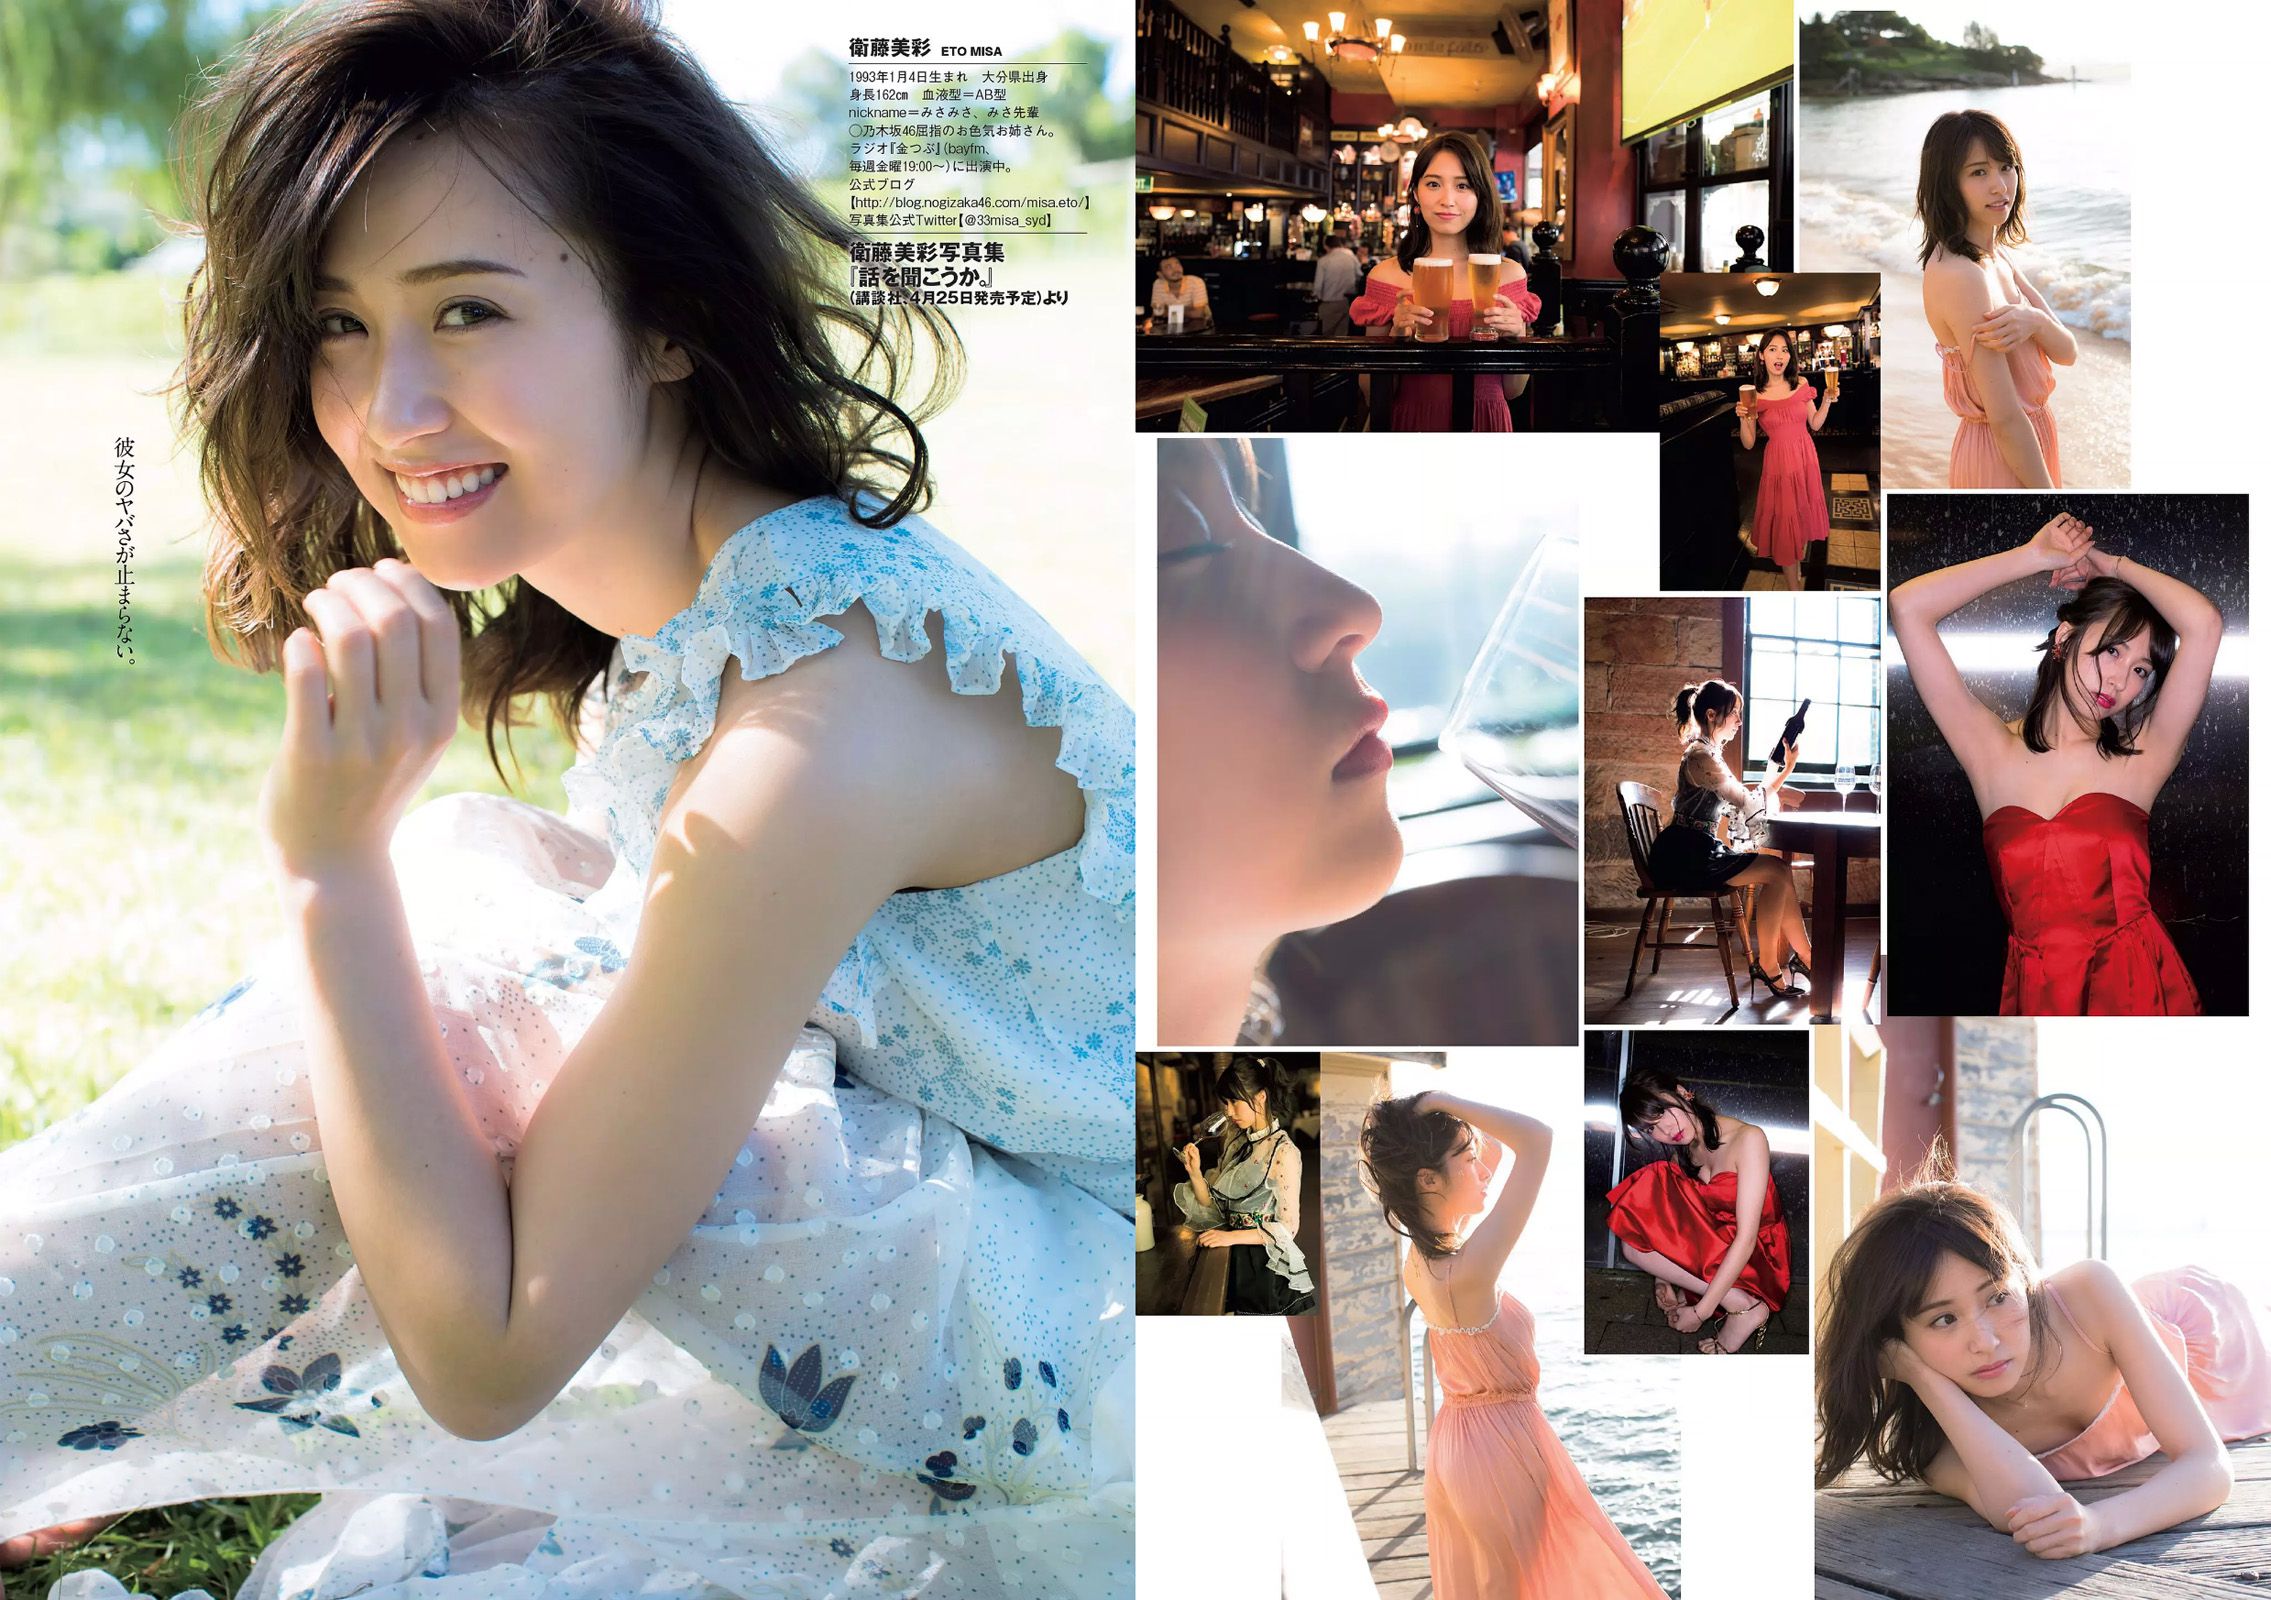 衛藤美彩 ETO MISA
1993年1月4日生まれ　大分県出身
身長162㎝　血液型＝AB型
nickname＝みさみさ、みさ先輩
◯乃木坂46屈指のお色気お姉さん。
ラジオ『金つぶ』(bayfm、
毎週金曜19:00〜)に出演中。
公式ブログ
【http://blog.nogizaka46.com/misa.eto/】
写真集公式Twitter【@33misa_syd】
衛藤美彩写真集
『話を聞こうか。』
(講談社、4月25日発売予定)より
彼女のヤバさが止まらない。